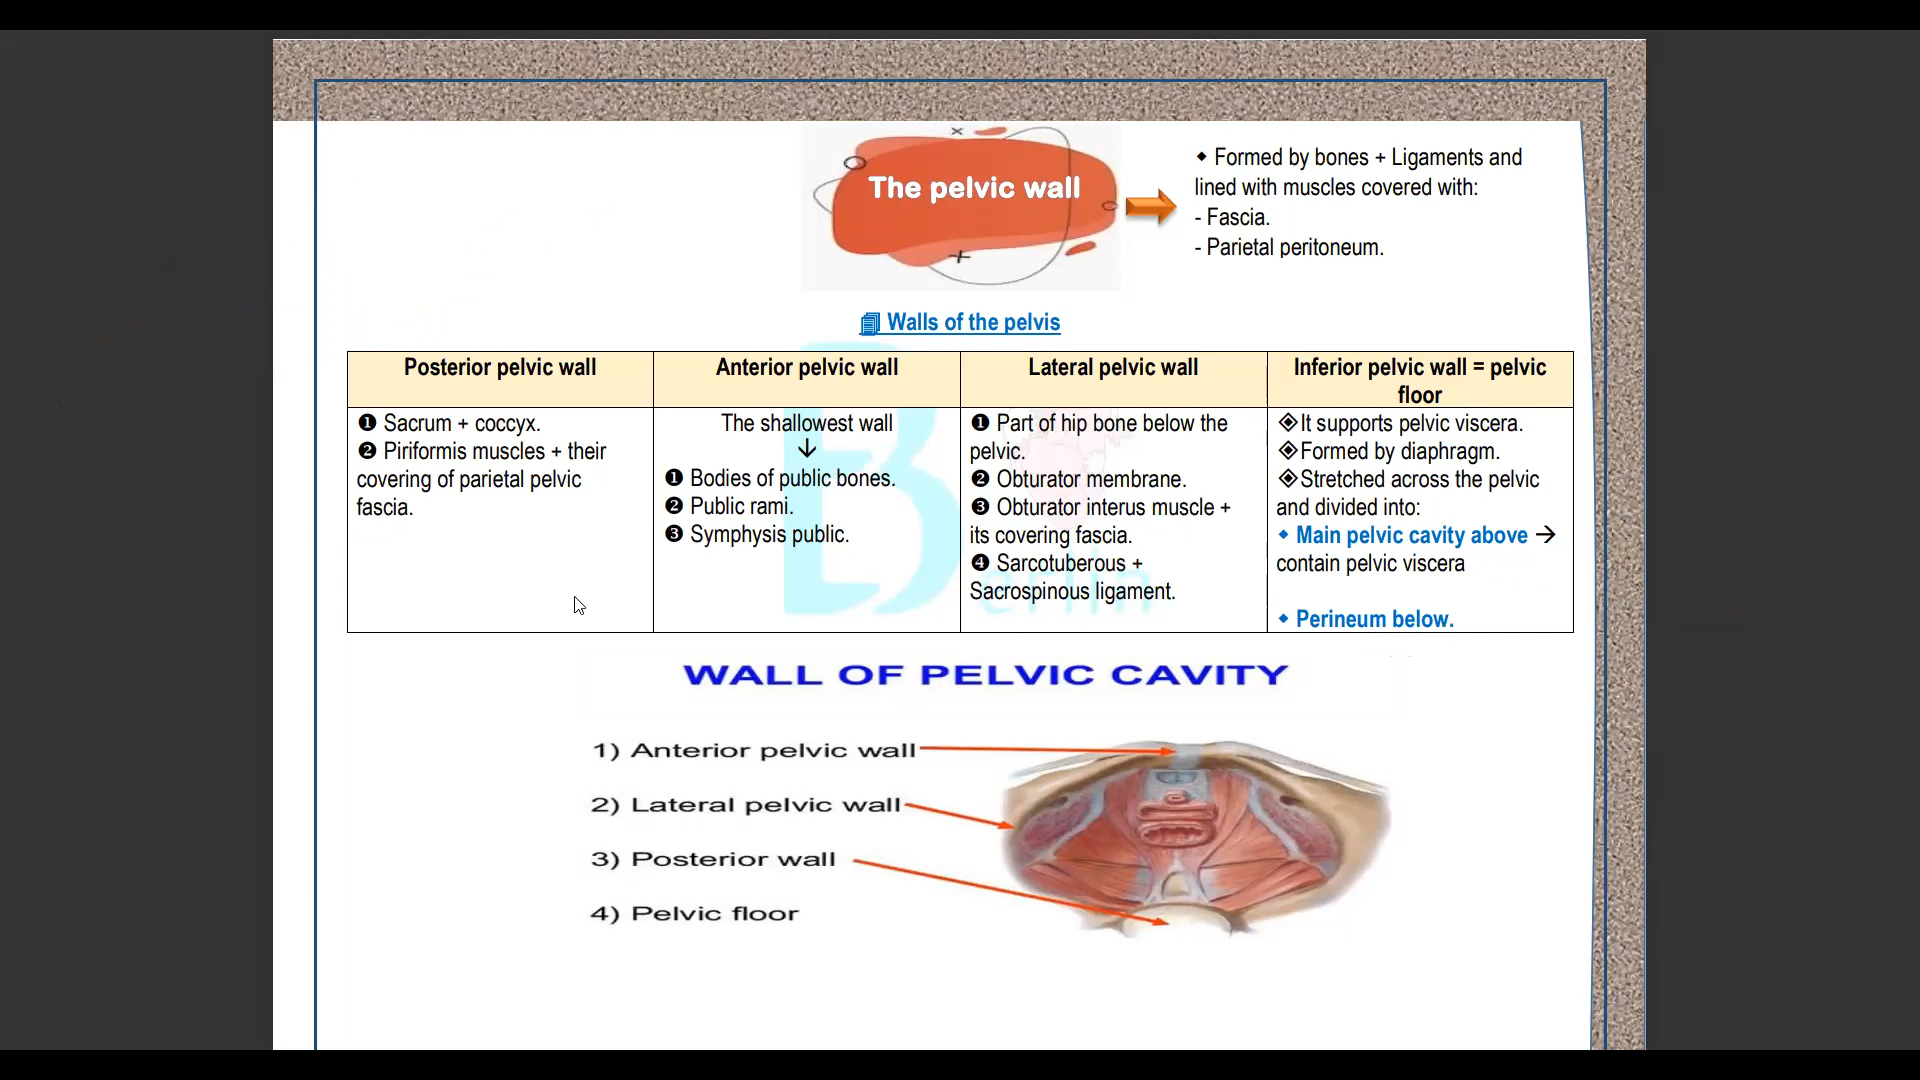 The pelvic wall
◆ Formed by bones + Ligaments and
lined with muscles covered with:
- Fascia.
- Parietal peritoneum.
Walls of the pelvis
Posterior pelvic wall
❶ Sacrum + coccyx.
❷ Piriformis muscles + their
covering of parietal pelvic
fascia.
Anterior pelvic wall
The shallowest wall
↓
❶ Bodies of public bones.
❷ Public rami.
❸ Symphysis public.
Lateral pelvic wall
❶ Part of hip bone below the
pelvic.
❷ Obturator membrane.
❸ Obturator interus muscle +
its covering fascia.
❹ Sarcotuberous +
Sacrospinous ligament.
Inferior pelvic wall = pelvic
floor
◈It supports pelvic viscera.
◈Formed by diaphragm.
◈Stretched across the pelvic
and divided into:
◆ Main pelvic cavity above →
contain pelvic viscera
◆ Perineum below.
Berlin
WALL OF PELVIC CAVITY
1) Anterior pelvic wall
2) Lateral pelvic wall
3) Posterior wall
4) Pelvic floor